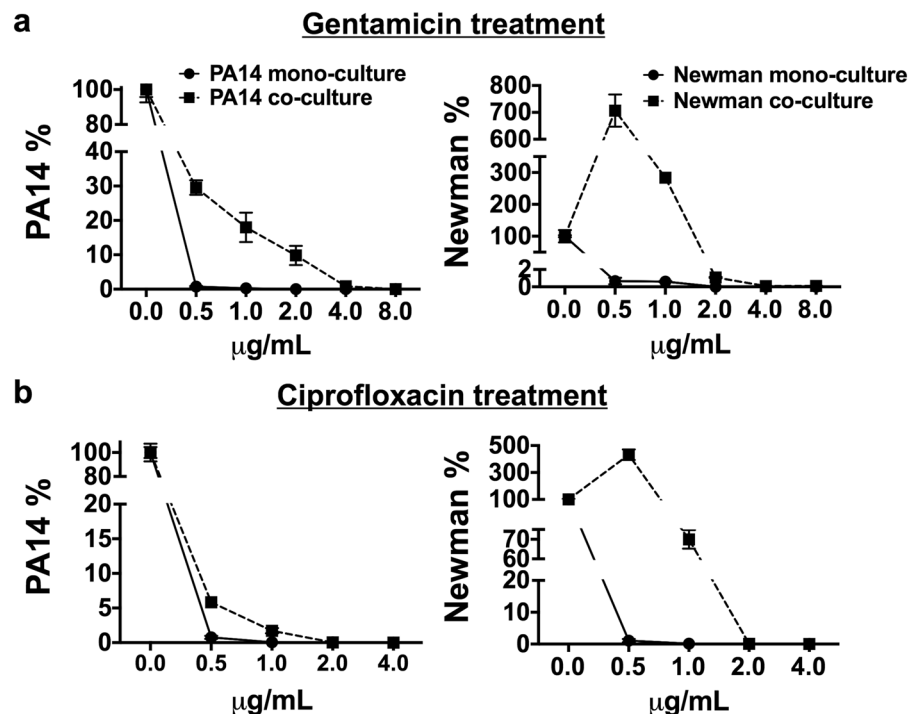 a
Gentamicin treatment
PA14 mono-culture
PA14 co-culture
PA14 %
100
80
40
30
20
10
0
0.0 0.5 1.0 2.0 4.0 8.0
μg/mL
Newman mono-culture
Newman co-culture
Newman %
800
700
600
500
400
300
200
100
2
0
0.0 0.5 1.0 2.0 4.0 8.0
μg/mL
b
Ciprofloxacin treatment
PA14 %
100
80
20
15
10
5
0
0.0 0.5 1.0 2.0 4.0
μg/mL
Newman %
500
400
300
200
100
70
60
20
10
0
0.0 0.5 1.0 2.0 4.0
μg/mL